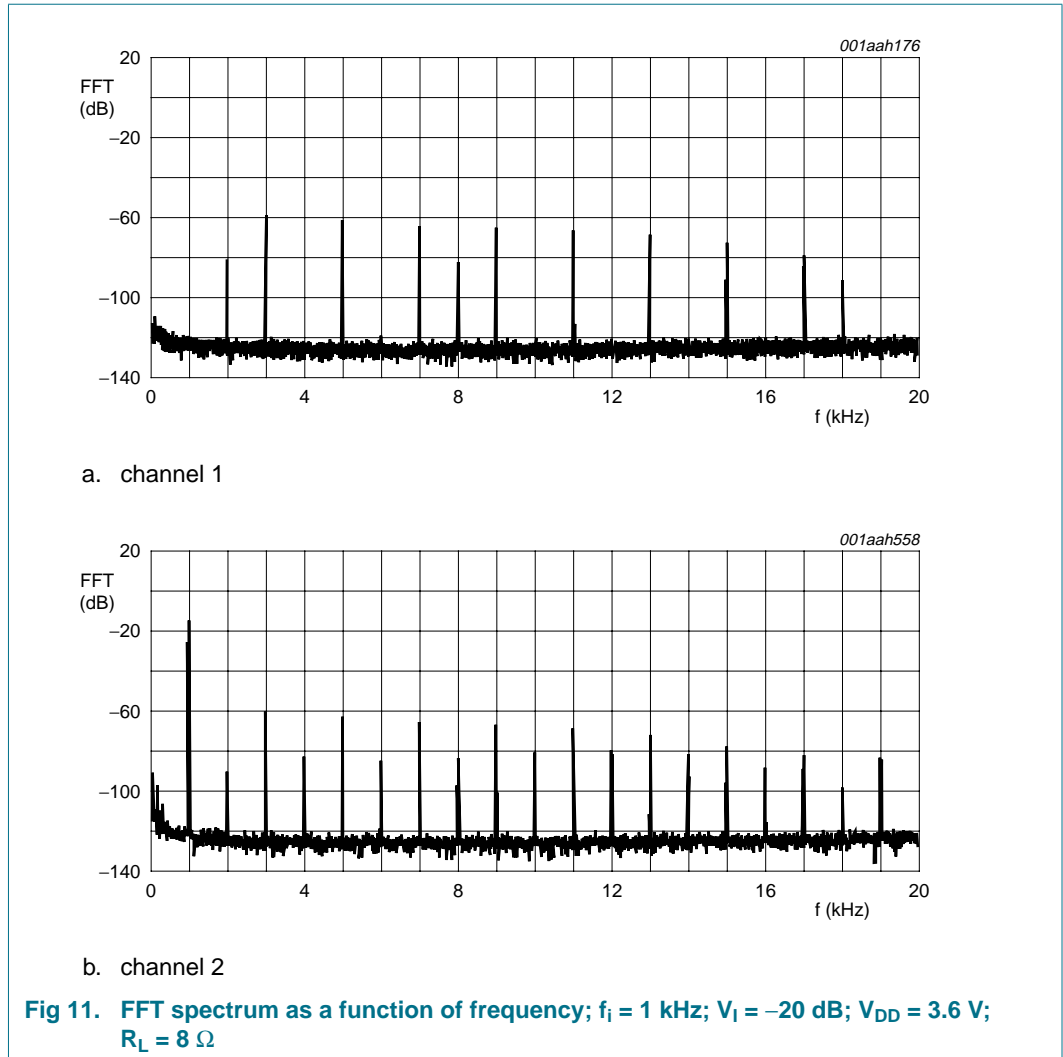 001aah176
20
FFT
(dB)
−20
−60
−100
−140
0 4 8 12 16 20
f (kHz)
a. channel 1
001aah558
20
FFT
(dB)
−20
−60
−100
−140
0 4 8 12 16 20
f (kHz)
b. channel 2
Fig 11. FFT spectrum as a function of frequency; fi = 1 kHz; VI = −20 dB; VDD = 3.6 V;
RL = 8 Ω